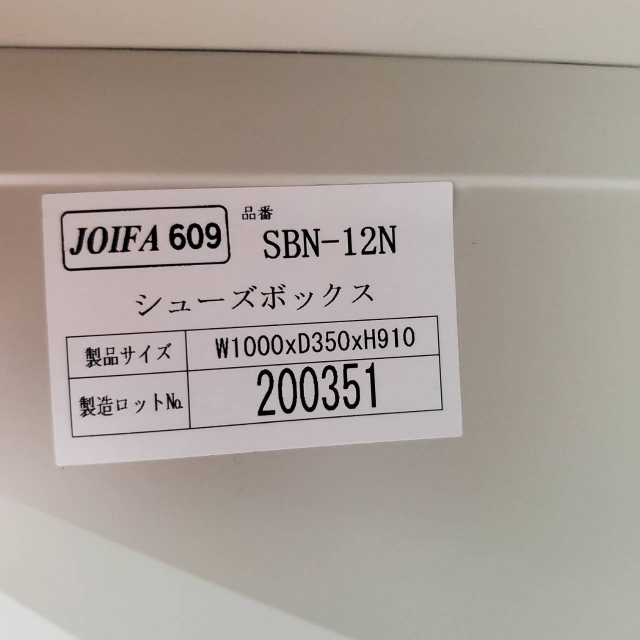 JOIFA 609
品番
SBN-12N
シューズボックス
製品サイズ W1000xD350xH910
製造ロット№ 200351